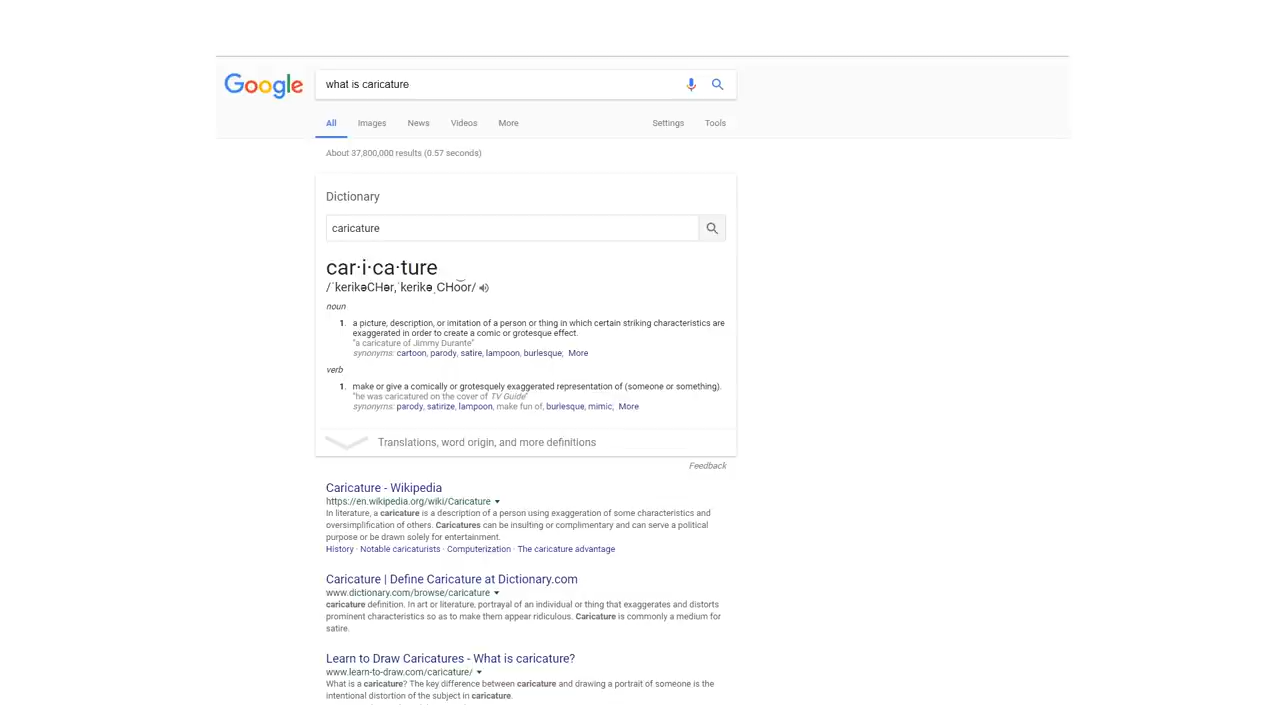 Google
what is caricature
All Images News Videos More Settings Tools
About 37,800,000 results (0.57 seconds)
Dictionary
caricature
car·i·ca·ture
/ˈkerikəCHər,ˈkerikəˌCHo͝or/
noun
1. a picture, description, or imitation of a person or thing in which certain striking characteristics are
exaggerated in order to create a comic or grotesque effect.
"a caricature of Jimmy Durante"
synonyms: cartoon, parody, satire, lampoon, burlesque; More
verb
1. make or give a comically or grotesquely exaggerated representation of (someone or something).
"he was caricatured on the cover of TV Guide"
synonyms: parody, satirize, lampoon, make fun of, burlesque, mimic; More
Translations, word origin, and more definitions
Feedback
Caricature - Wikipedia
https://en.wikipedia.org/wiki/Caricature
In literature, a caricature is a description of a person using exaggeration of some characteristics and
oversimplification of others. Caricatures can be insulting or complimentary and can serve a political
purpose or be drawn solely for entertainment.
History · Notable caricaturists · Computerization · The caricature advantage
Caricature | Define Caricature at Dictionary.com
www.dictionary.com/browse/caricature
caricature definition. In art or literature, portrayal of an individual or thing that exaggerates and distorts
prominent characteristics so as to make them appear ridiculous. Caricature is commonly a medium for
satire.
Learn to Draw Caricatures - What is caricature?
www.learn-to-draw.com/caricature/
What is a caricature? The key difference between caricature and drawing a portrait of someone is the
intentional distortion of the subject in caricature.